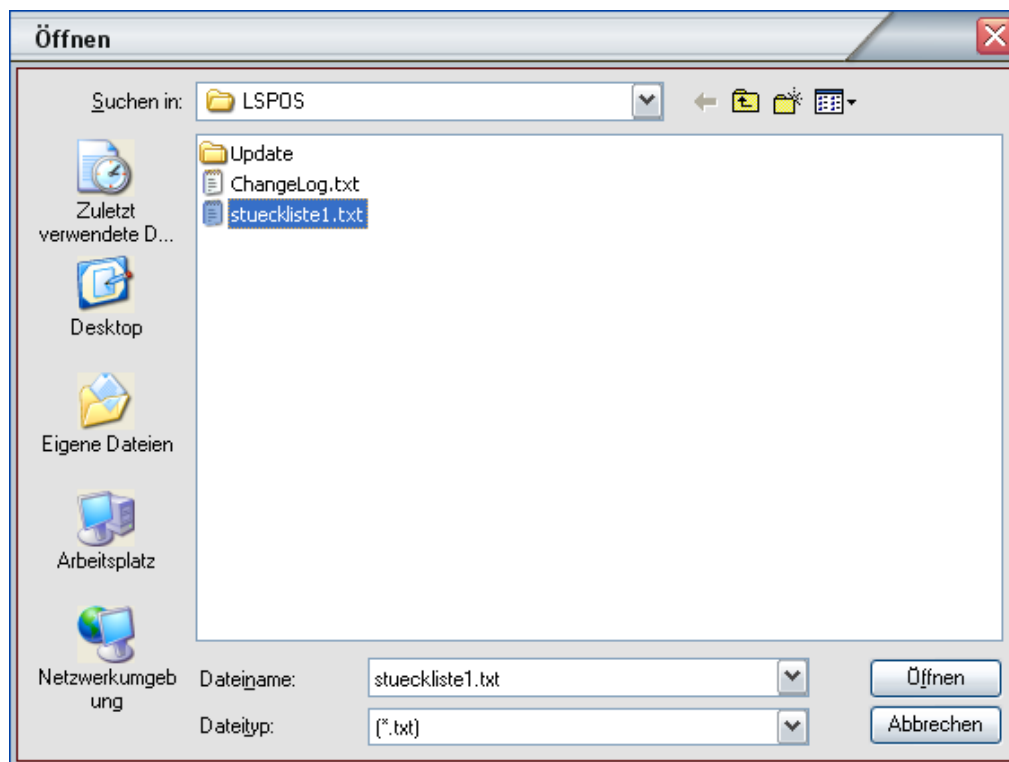 Öffnen
Suchen in:
LSPOS
Update
ChangeLog.txt
stueckliste1.txt
Zuletzt
verwendete D...
Desktop
Eigene Dateien
Arbeitsplatz
Netzwerkumgeb
ung
Dateiname:
stueckliste1.txt
Öffnen
Dateityp:
(*.txt)
Abbrechen